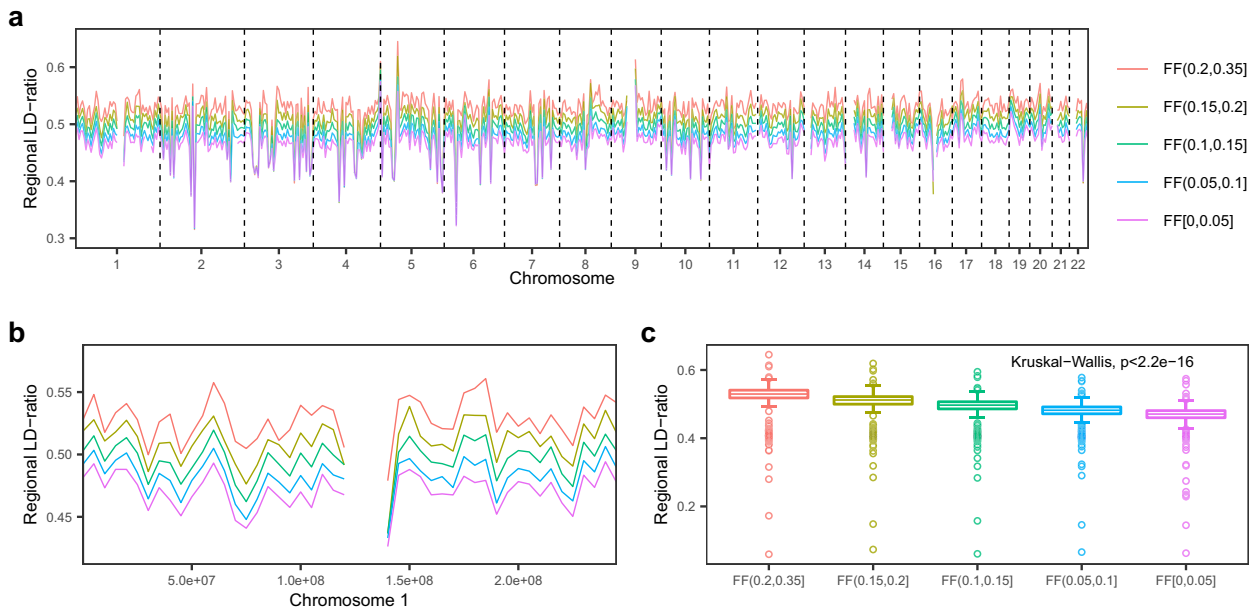 a
Regional LD−ratio
0.6
0.5
0.4
0.3
1 2 3 4 5 6 7 8 9 10 11 12 13 14 15 16 17 18 19 20 21 22
Chromosome
FF(0.2,0.35]
FF(0.15,0.2]
FF(0.1,0.15]
FF(0.05,0.1]
FF[0,0.05]
b
Regional LD−ratio
0.55
0.50
0.45
5.0e+07 1.0e+08 1.5e+08 2.0e+08
Chromosome 1
c
Regional LD−ratio
0.6
0.4
0.2
Kruskal−Wallis, p<2.2e−16
FF(0.2,0.35] FF(0.15,0.2] FF(0.1,0.15] FF(0.05,0.1] FF[0,0.05]